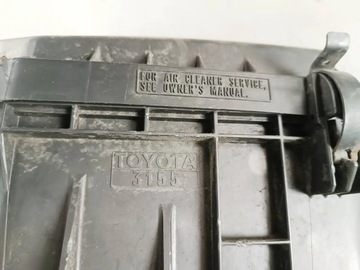 FOR AIR CLEANER SERVICE,
SEE OWNER'S MANUAL.
TOYOTA
3155